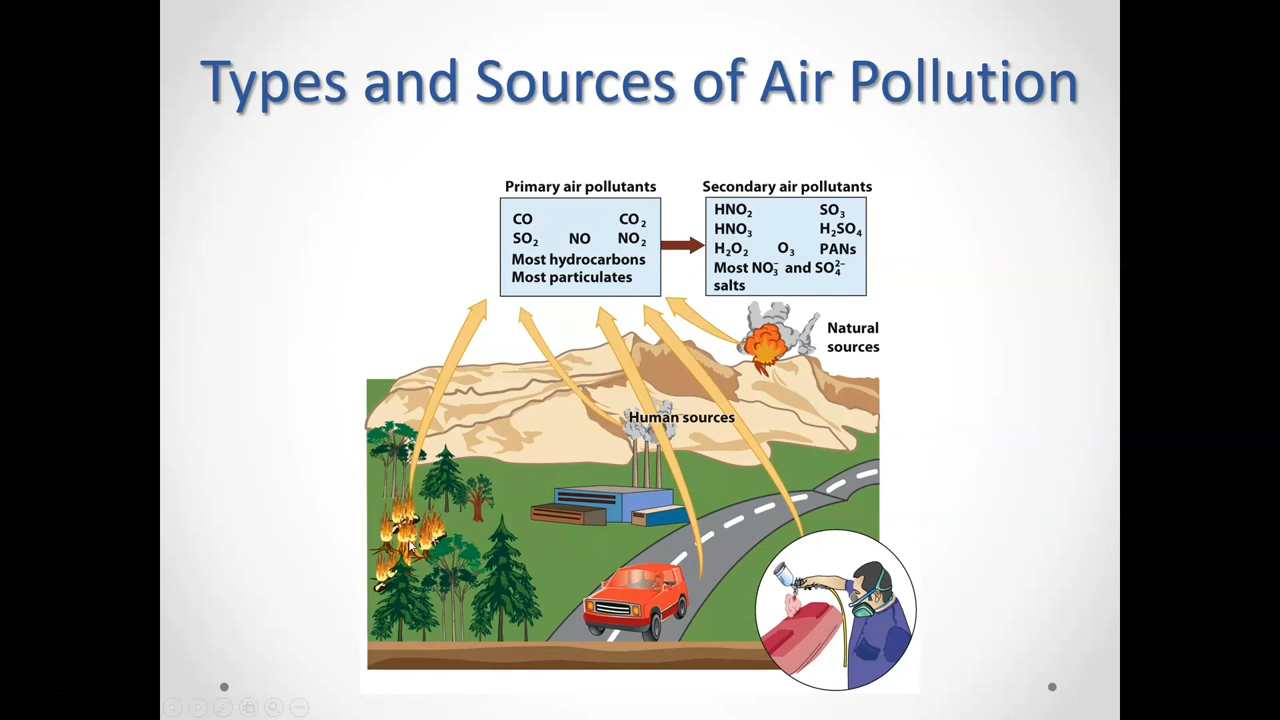 Types and Sources of Air Pollution
Primary air pollutants
CO CO₂
SO₂ NO NO₂
Most hydrocarbons
Most particulates
Secondary air pollutants
HNO₂ SO₃
HNO₃ H₂SO₄
H₂O₂ O₃ PANs
Most NO₃⁻ and SO₄²⁻
salts
Natural
sources
Human sources